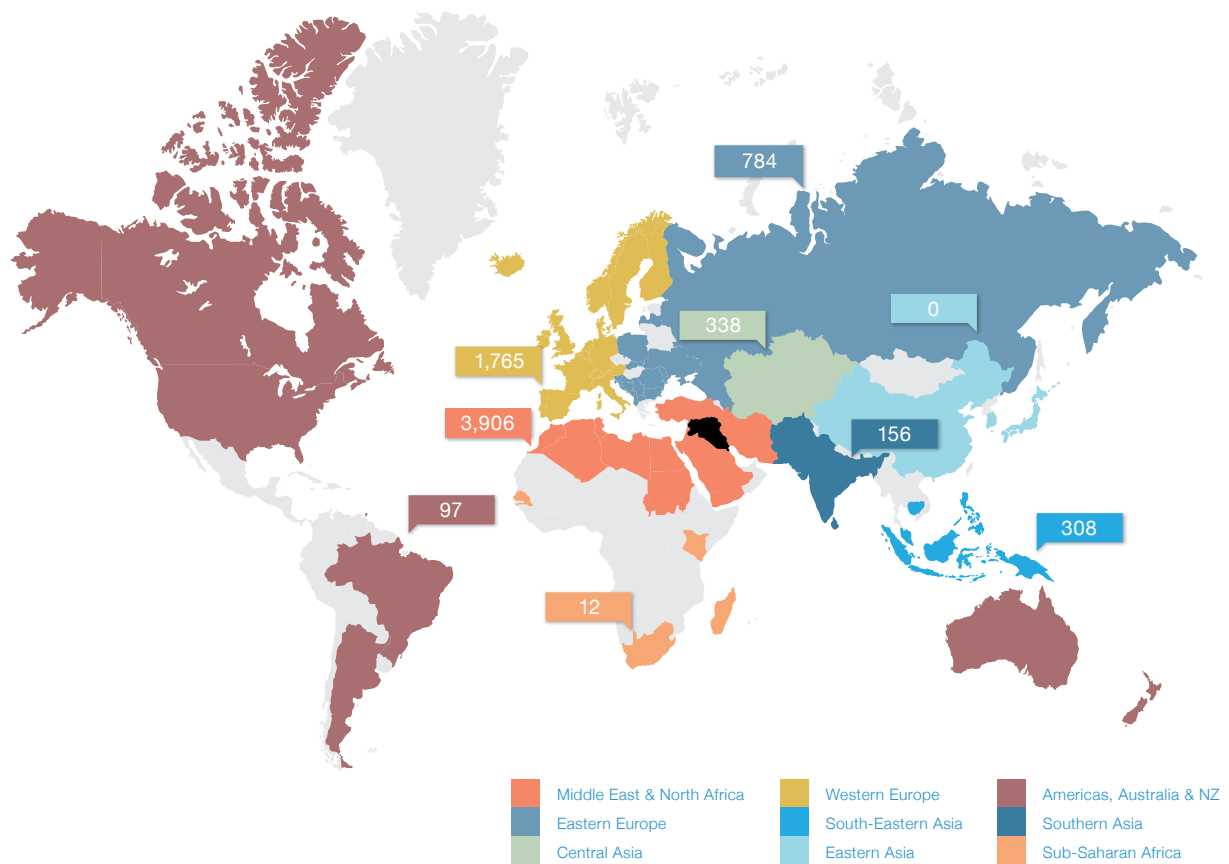 784
0
338
1,765
3,906
156
97
308
12
Middle East & North Africa
Eastern Europe
Central Asia
Western Europe
South-Eastern Asia
Eastern Asia
Americas, Australia & NZ
Southern Asia
Sub-Saharan Africa